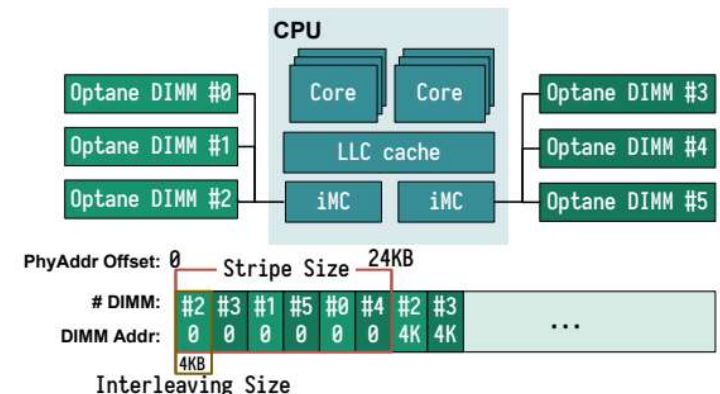 CPU
Optane DIMM #0
Core
Core
Optane DIMM #3
Optane DIMM #1
LLC cache
Optane DIMM #4
Optane DIMM #2
iMC
iMC
Optane DIMM #5
PhyAddr Offset: 0
Stripe Size
24KB
# DIMM: #2 #3 #1 #5 #0 #4 #2 #3
DIMM Addr: 0 0 0 0 0 0 4K 4K
...
4KB
Interleaving Size